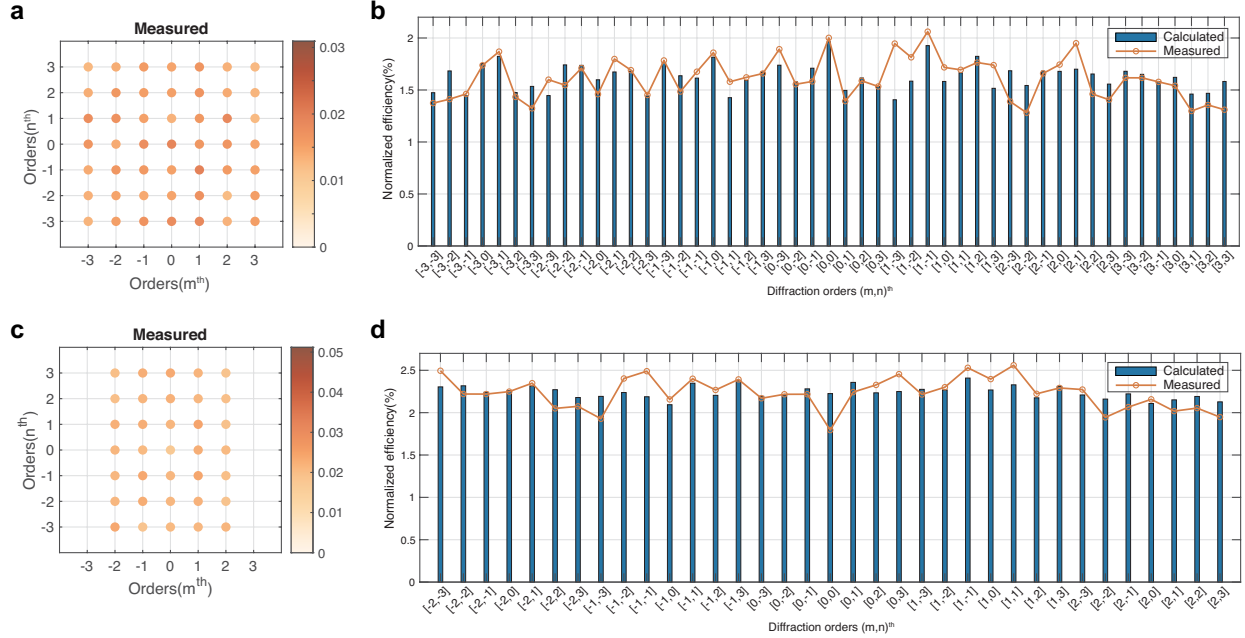 a
Measured
Orders(nth)
3
2
1
0
-1
-2
-3
-3 -2 -1 0 1 2 3
Orders(mth)
0.03
0.02
0.01
0
b
Normalized efficiency(%)
2
1.5
1
0.5
0
Calculated
Measured
[-3,-3] [-3,-2] [-3,-1] [-3,0] [-3,1] [-3,2] [-3,3] [-2,-3] [-2,-2] [-2,-1] [-2,0] [-2,1] [-2,2] [-2,3] [-1,-3] [-1,-2] [-1,-1] [-1,0] [-1,1] [-1,2] [-1,3] [0,-3] [0,-2] [0,-1] [0,0] [0,1] [0,2] [0,3] [1,-3] [1,-2] [1,-1] [1,0] [1,1] [1,2] [1,3] [2,-3] [2,-2] [2,-1] [2,0] [2,1] [2,2] [2,3] [3,-3] [3,-2] [3,-1] [3,0] [3,1] [3,2] [3,3]
Diffraction orders (m,n)th
c
Measured
Orders(nth)
3
2
1
0
-1
-2
-3
-3 -2 -1 0 1 2 3
Orders(mth)
0.05
0.04
0.03
0.02
0.01
0
d
Normalized efficiency(%)
2.5
2
1.5
1
0.5
0
Calculated
Measured
[-2,-3] [-2,-2] [-2,-1] [-2,0] [-2,1] [-2,2] [-2,3] [-1,-3] [-1,-2] [-1,-1] [-1,0] [-1,1] [-1,2] [-1,3] [0,-3] [0,-2] [0,-1] [0,0] [0,1] [0,2] [0,3] [1,-3] [1,-2] [1,-1] [1,0] [1,1] [1,2] [1,3] [2,-3] [2,-2] [2,-1] [2,0] [2,1] [2,2] [2,3]
Diffraction orders (m,n)th